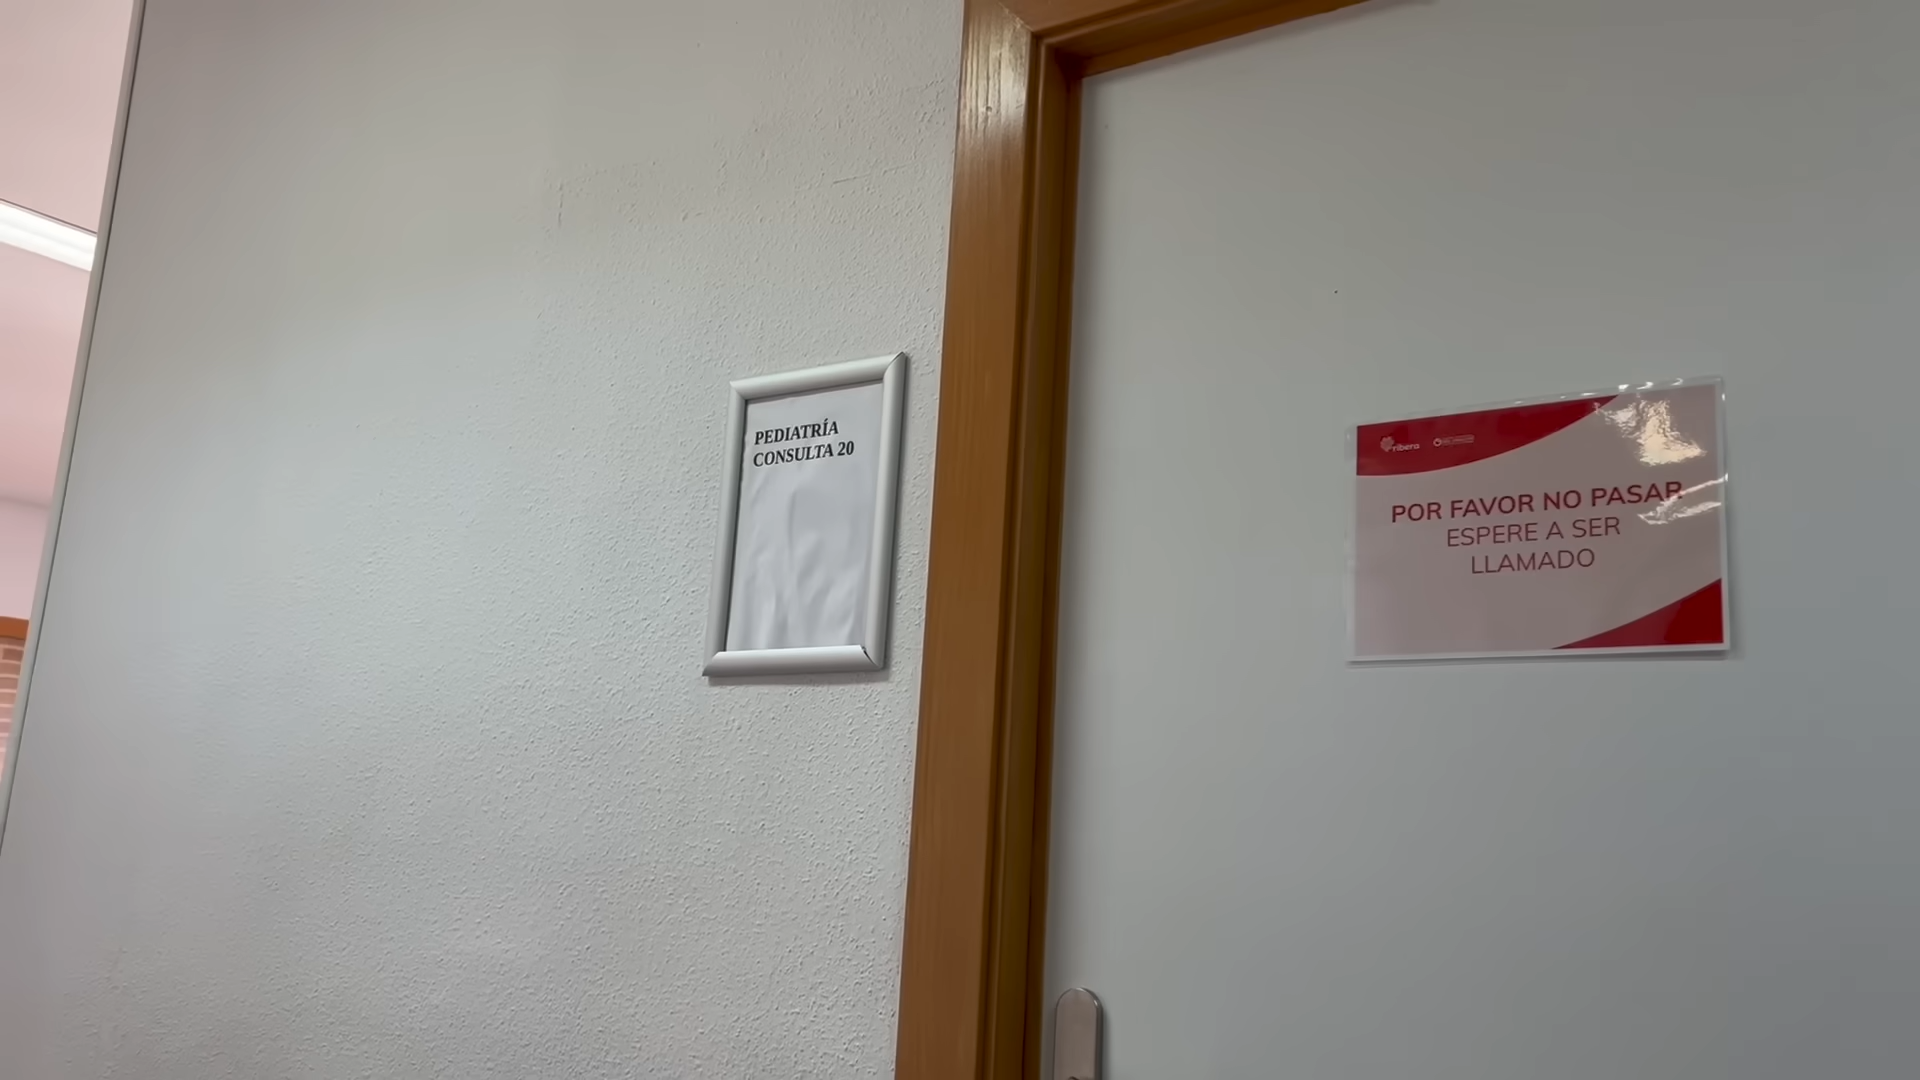 PEDIATRÍA
CONSULTA 20
ribera
POR FAVOR NO PASAR
ESPERE A SER
LLAMADO